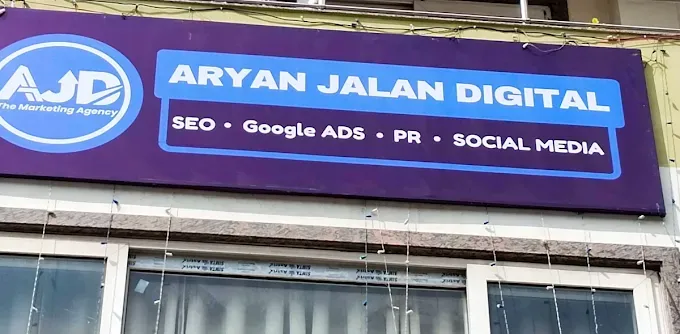 AJD
The Marketing Agency
ARYAN JALAN DIGITAL
SEO • Google ADS • PR • SOCIAL MEDIA